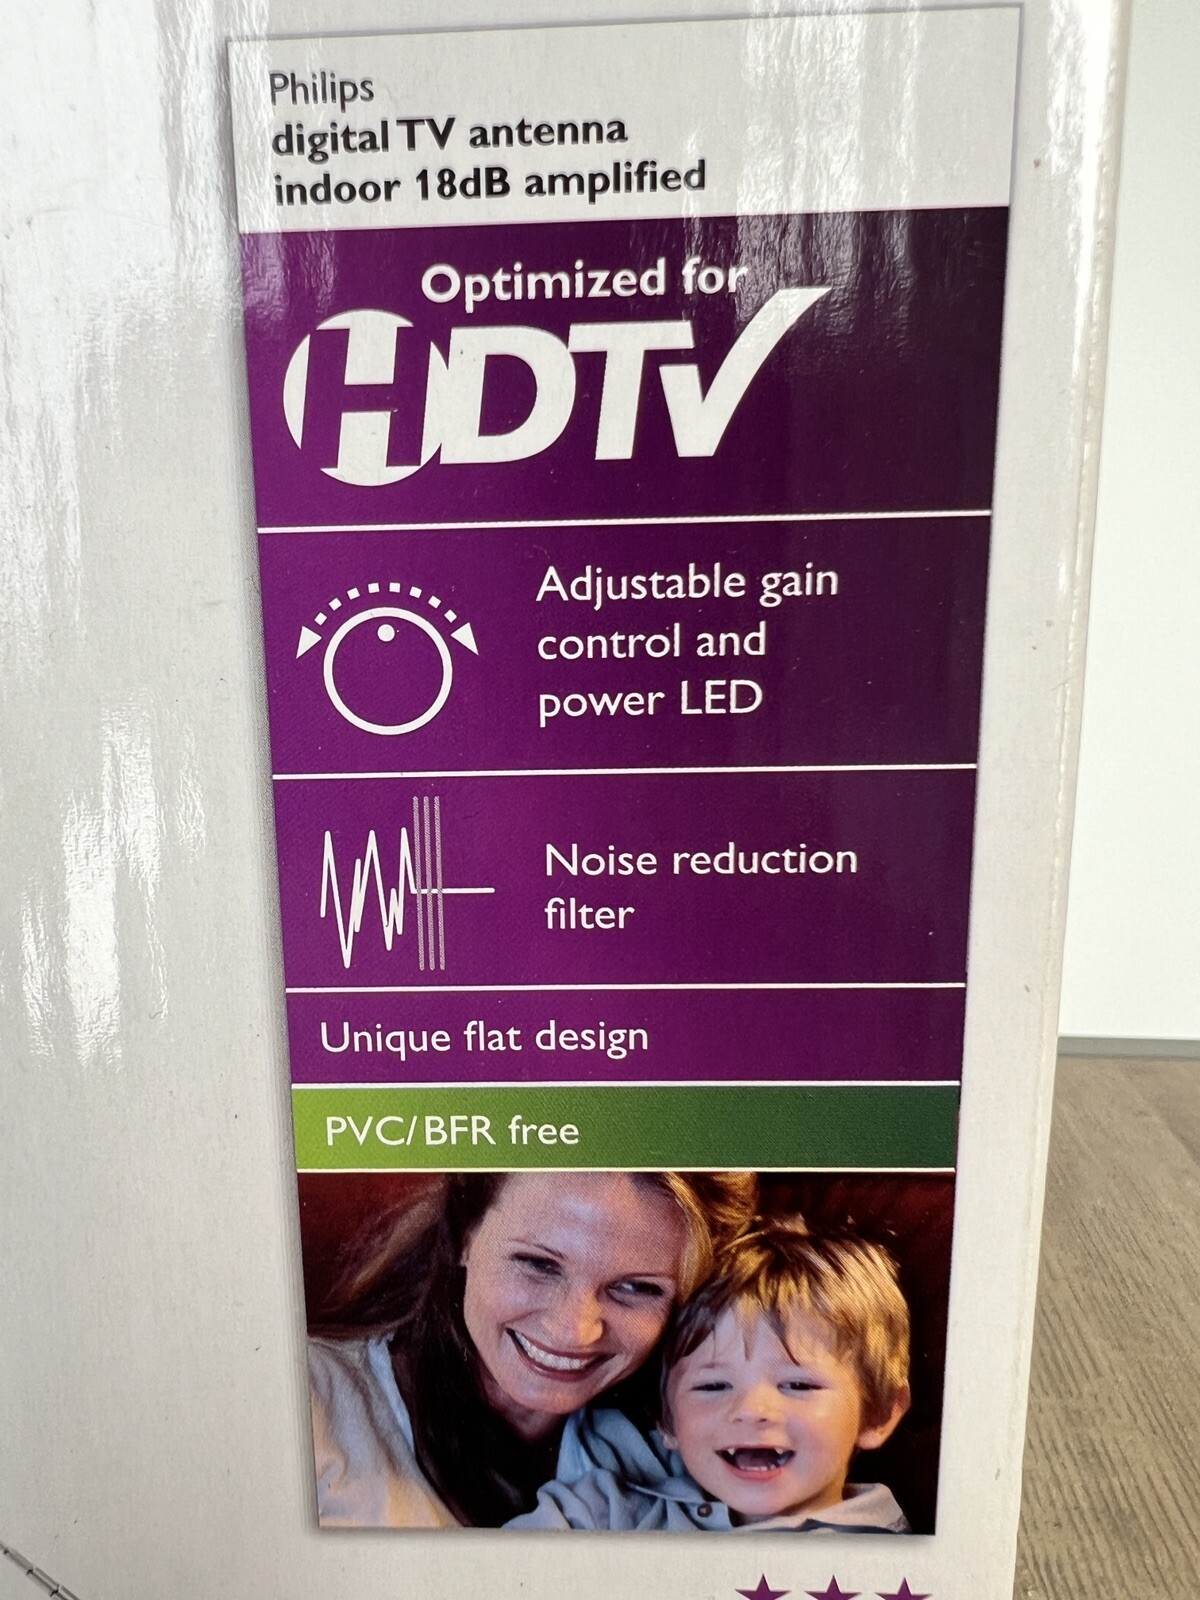 Philips
digital TV antenna
indoor 18dB amplified
Optimized for
HDTV
Adjustable gain
control and
power LED
Noise reduction
filter
Unique flat design
PVC/BFR free